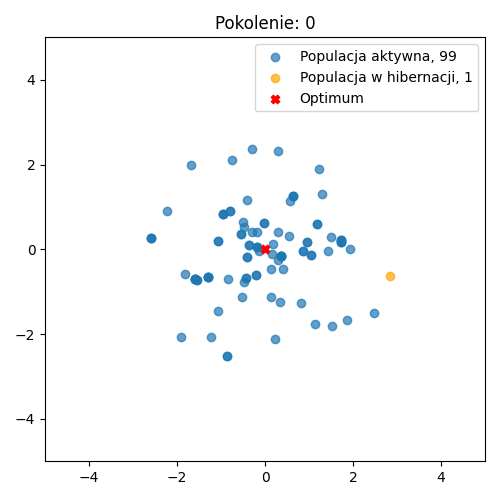 Pokolenie: 0
Populacja aktywna, 99
Populacja w hibernacji, 1
Optimum
4
2
0
−2
−4
−4
−2
0
2
4